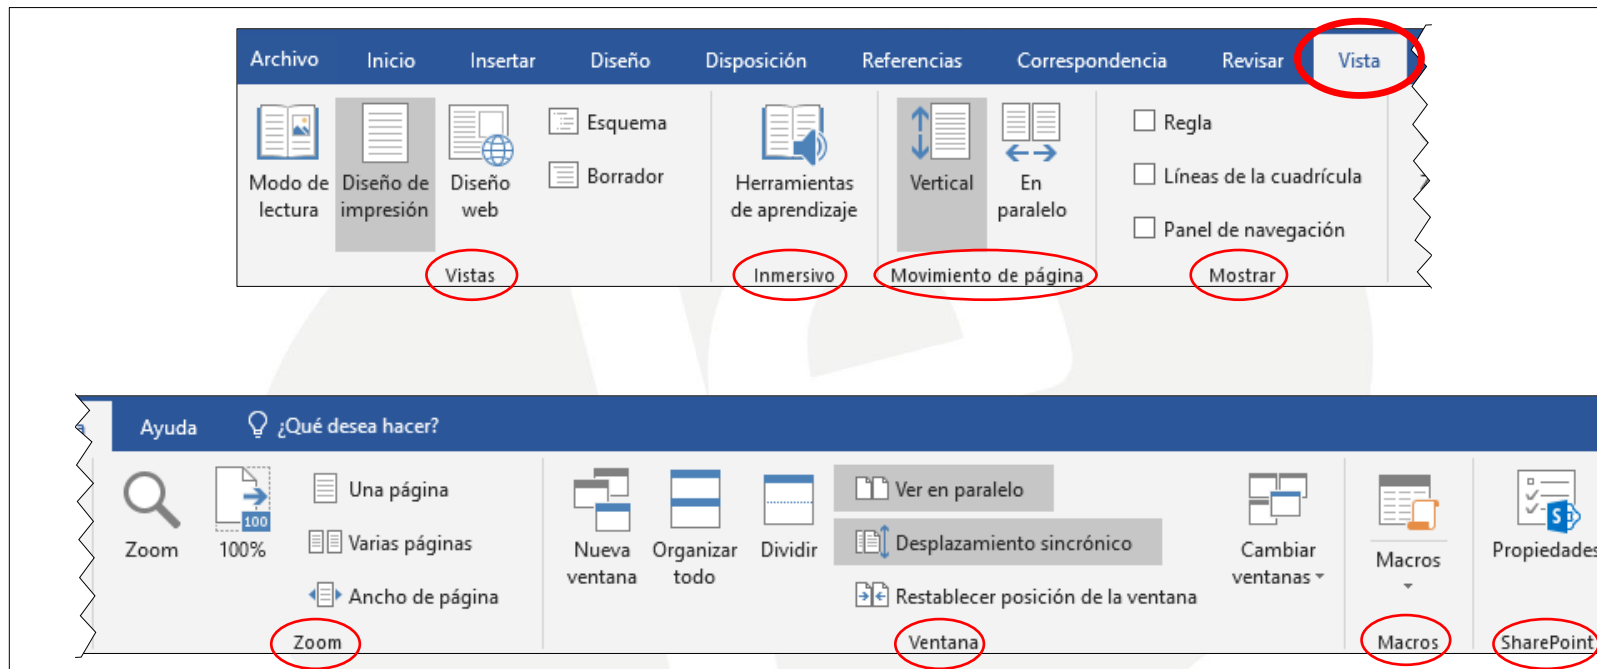 Archivo Inicio Insertar Diseño Disposición Referencias Correspondencia Revisar Vista
Modo de lectura
Diseño de impresión
Diseño web
Esquema
Borrador
Vistas
Herramientas de aprendizaje
Inmersivo
Vertical
En paralelo
Movimiento de página
Regla
Líneas de la cuadrícula
Panel de navegación
Mostrar
Ayuda ¿Qué desea hacer?
Zoom
100
100%
Una página
Varias páginas
Ancho de página
Zoom
Nueva ventana
Organizar todo
Dividir
Ver en paralelo
Desplazamiento sincrónico
Restablecer posición de la ventana
Cambiar ventanas
Ventana
Macros
Macros
S
Propiedades
SharePoint